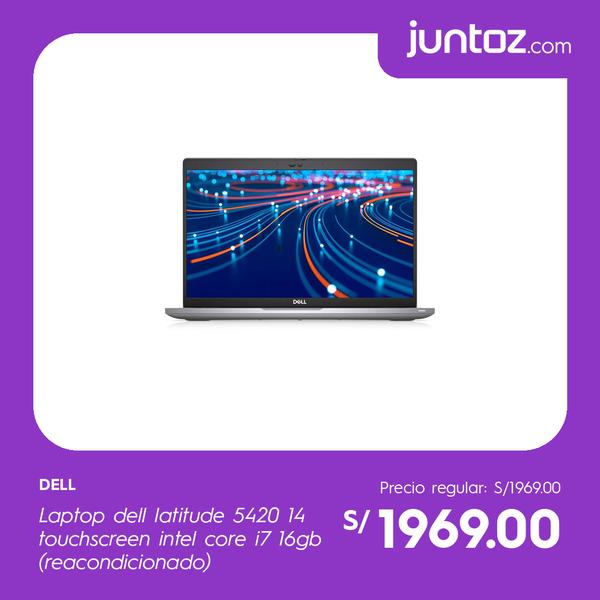 juntoz.com
DELL
DELL
Precio regular: S/1969.00
Laptop dell latitude 5420 14
touchscreen intel core i7 16gb
(reacondicionado)
S/1969.00